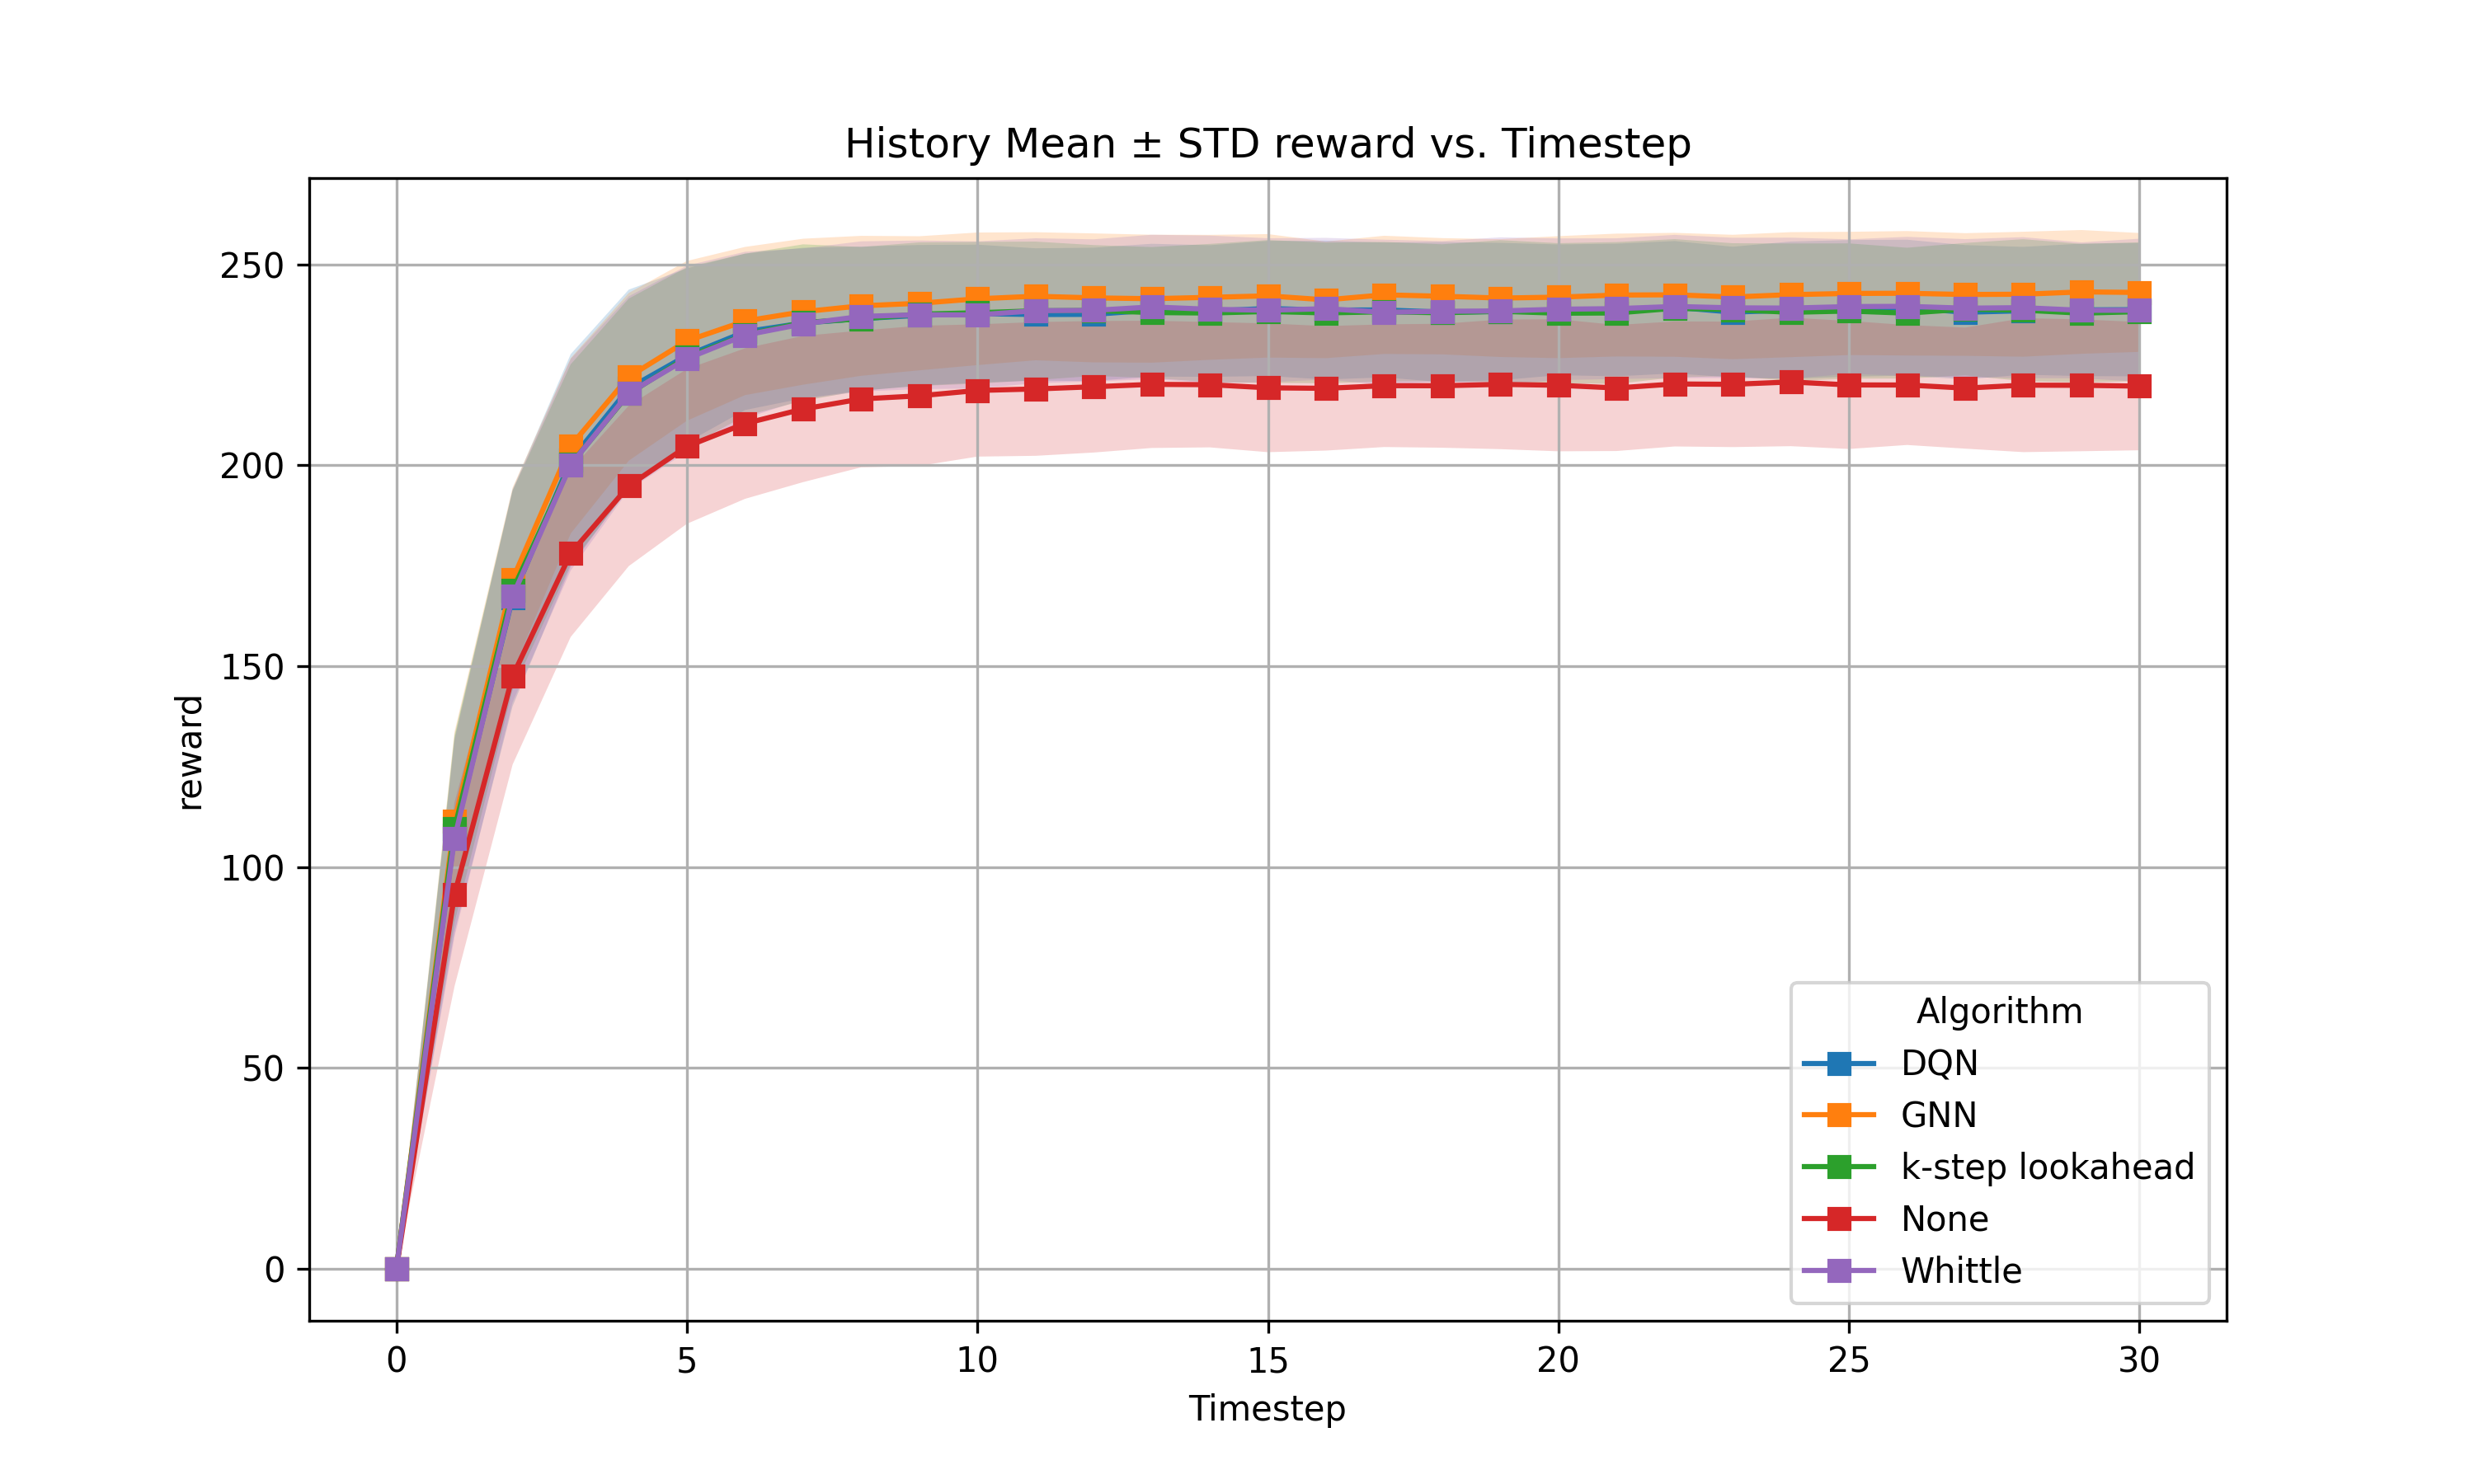 History Mean ± STD reward vs. Timestep
250
200
150
100
50
0
reward
0 5 10 15 20 25 30
Timestep
Algorithm
DQN
GNN
k-step lookahead
None
Whittle